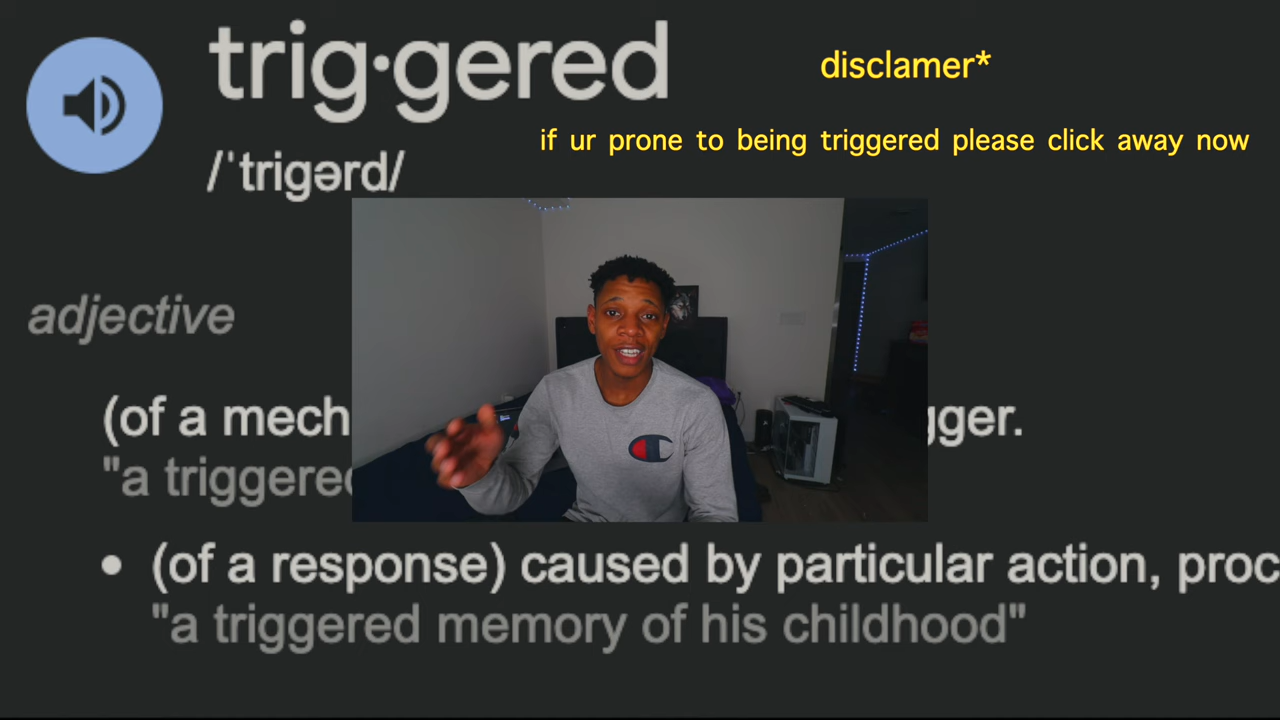 trig·gered
disclamer*
if ur prone to being triggered please click away now
/ˈtrigərd/
adjective
(of a mech gger.
"a triggered
(of a response) caused by particular action, proc
"a triggered memory of his childhood"